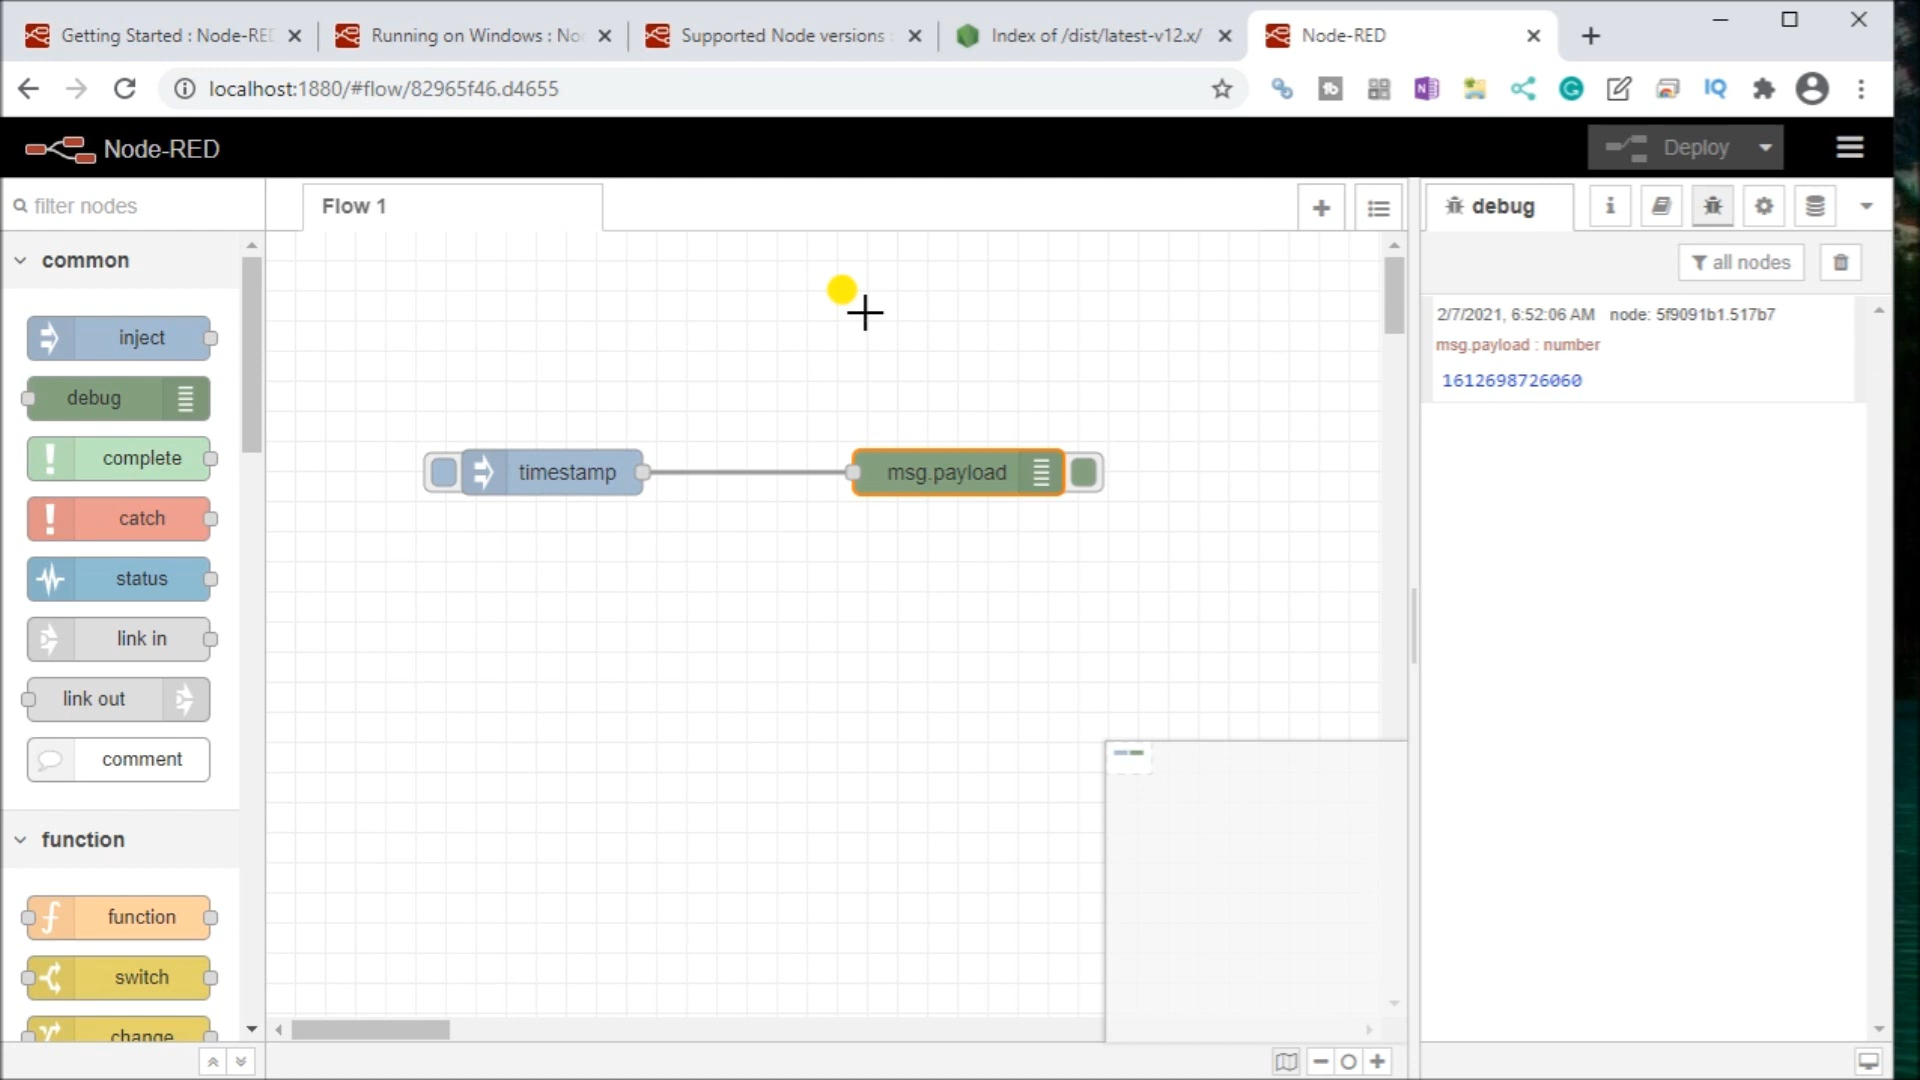 Getting Started : Node-RED
Running on Windows : No
Supported Node versions :
Index of /dist/latest-v12.x/
Node-RED
localhost:1880/#flow/82965f46.d4655
IQ
Node-RED
Deploy
filter nodes
Flow 1
debug
common
all nodes
2/7/2021, 6:52:06 AM node: 5f9091b1.517b7
msg.payload : number
1612698726060
inject
debug
complete
catch
status
link in
link out
comment
timestamp
msg.payload
function
function
switch
change